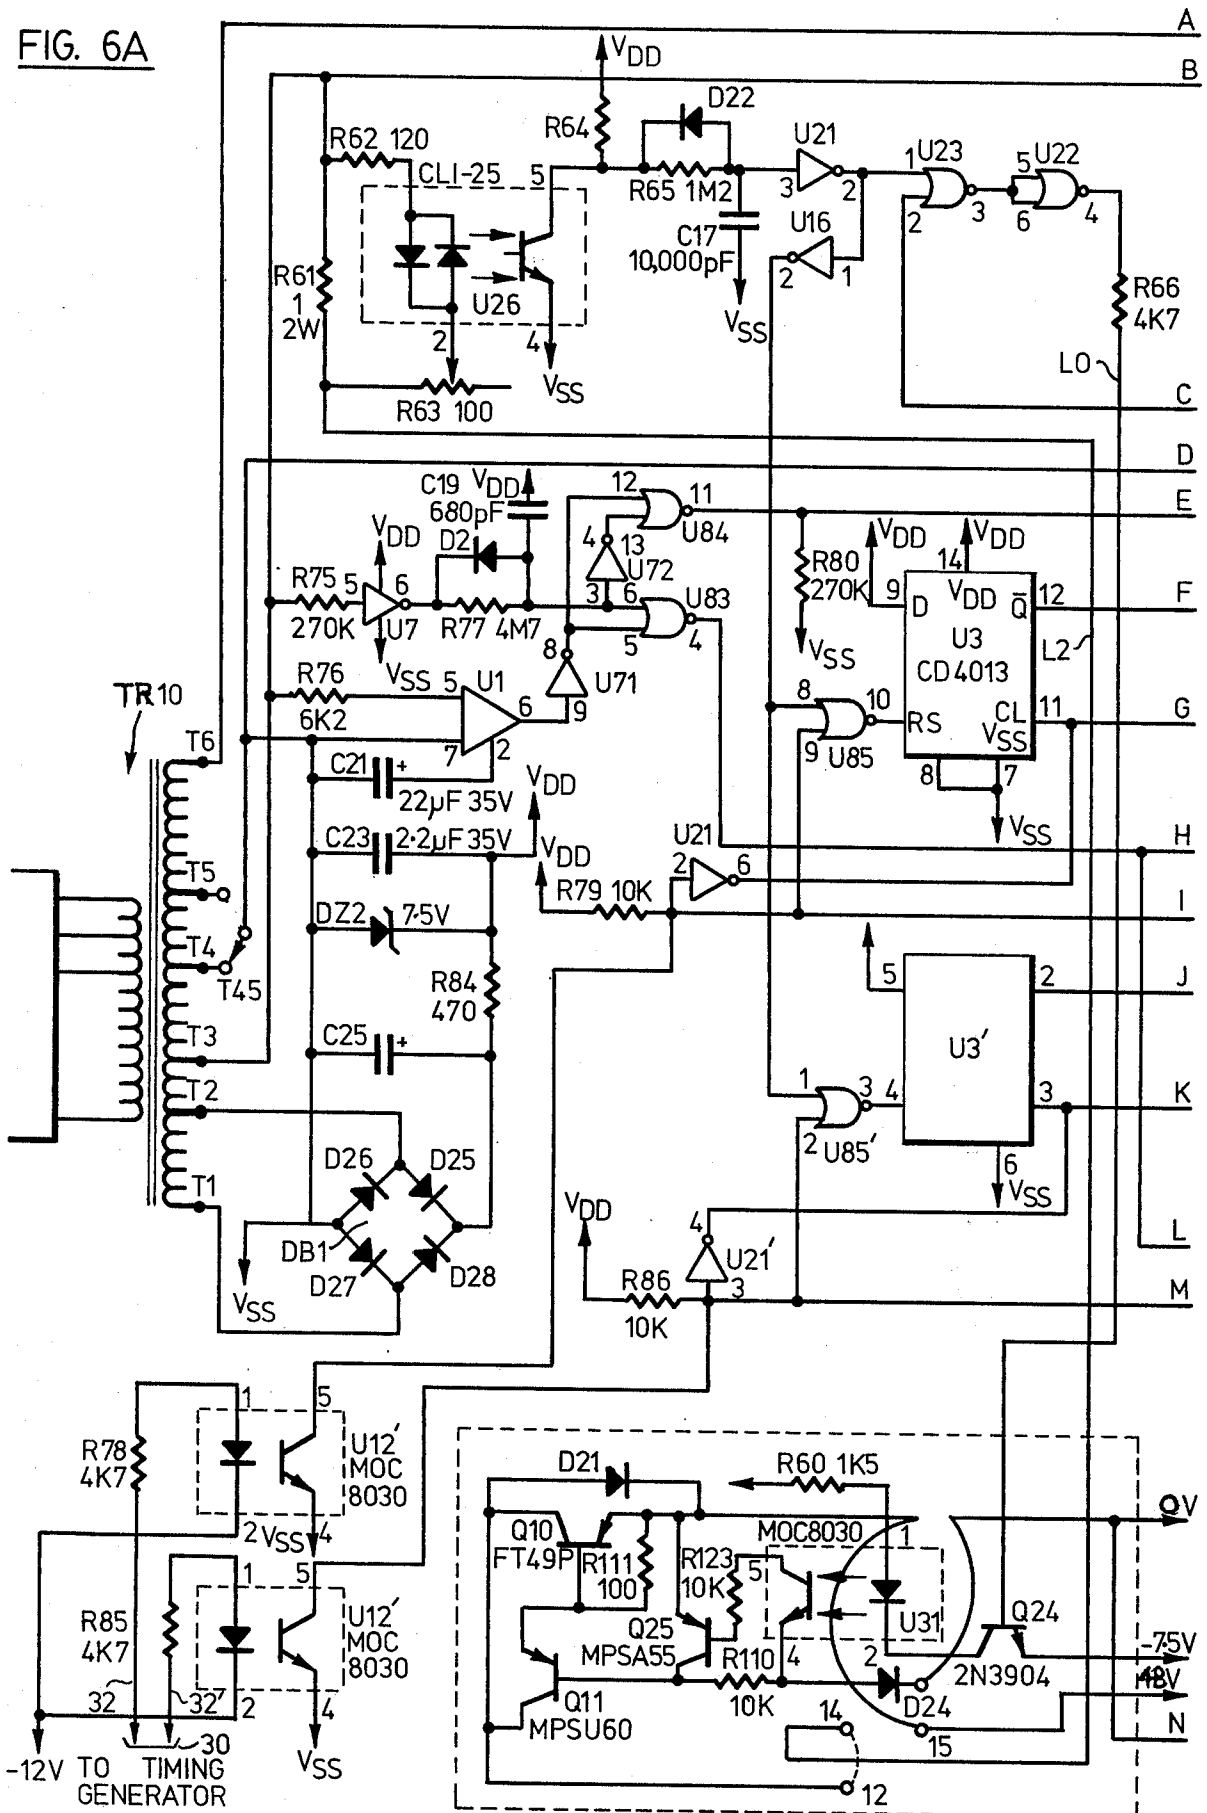 FIG. 6A
A
VDD
B
D22
R64
R62 120
CLI-25
5
U21
3
2
R65 1M2
1
U23
2
3
5
U22
6
4
C17
10,000pF
VSS
U16
2
1
R61
1
2W
U26
2
4
VSS
R63 100
R66
4K7
L0
C
D
C19
680pF
VDD
12
11
U84
E
VDD
D2
4
13
U72
3
R75
270K
5
6
U7
R77 4M7
6
U83
5
4
VSS
R80
270K
VSS
VDD
VDD
14
9
D
VDD
Q̄
12
F
U3
CD4013
L2
8
U71
9
R76
6K2
5
U1
6
7
2
8
10
9
U85
RS
CL
11
G
VSS
8
7
VSS
TR10
T6
C21
+
22µF 35V
VDD
C23
2·2µF 35V
VDD
U21
2
6
H
T5
R79 10K
I
DZ2
7·5V
T4
T45
R84
470
5
2
J
U3'
T3
C25
+
T2
1
3
4
3
K
2
U85'
6
VSS
D26
D25
T1
DB1
D27
D28
VSS
VDD
4
U21'
3
R86
10K
L
M
1
5
R78
4K7
U12'
MOC
8030
2
VSS
4
1
5
R85
4K7
U12'
MOC
8030
32
32'
2
4
30
-12V
TO TIMING
GENERATOR
VSS
D21
R60 1K5
Q10
FT49P
R111
100
R123
10K
MOC8030
1
5
U31
0V
Q24
2N3904
-7.5V
Q25
MPSA55
R110
10K
4
2
D24
48V
Q11
MPSU60
14
15
N
12